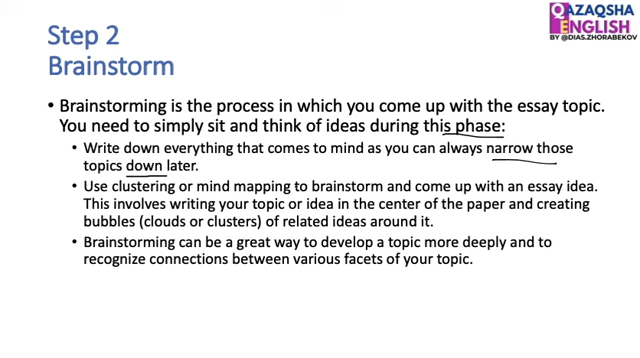 QAZAQSHA
ENGLISH
BY @DIAS.ZHORABEKOV
Step 2
Brainstorm
• Brainstorming is the process in which you come up with the essay topic.
You need to simply sit and think of ideas during this phase:
• Write down everything that comes to mind as you can always narrow those
topics down later.
• Use clustering or mind mapping to brainstorm and come up with an essay idea.
This involves writing your topic or idea in the center of the paper and creating
bubbles (clouds or clusters) of related ideas around it.
• Brainstorming can be a great way to develop a topic more deeply and to
recognize connections between various facets of your topic.